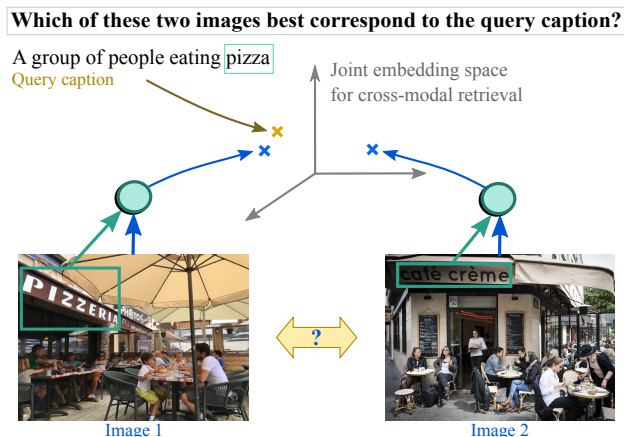 Which of these two images best correspond to the query caption?
A group of people eating pizza
Query caption
Joint embedding space
for cross-modal retrieval
PIZZERIA
café crème
?
Image 1
Image 2